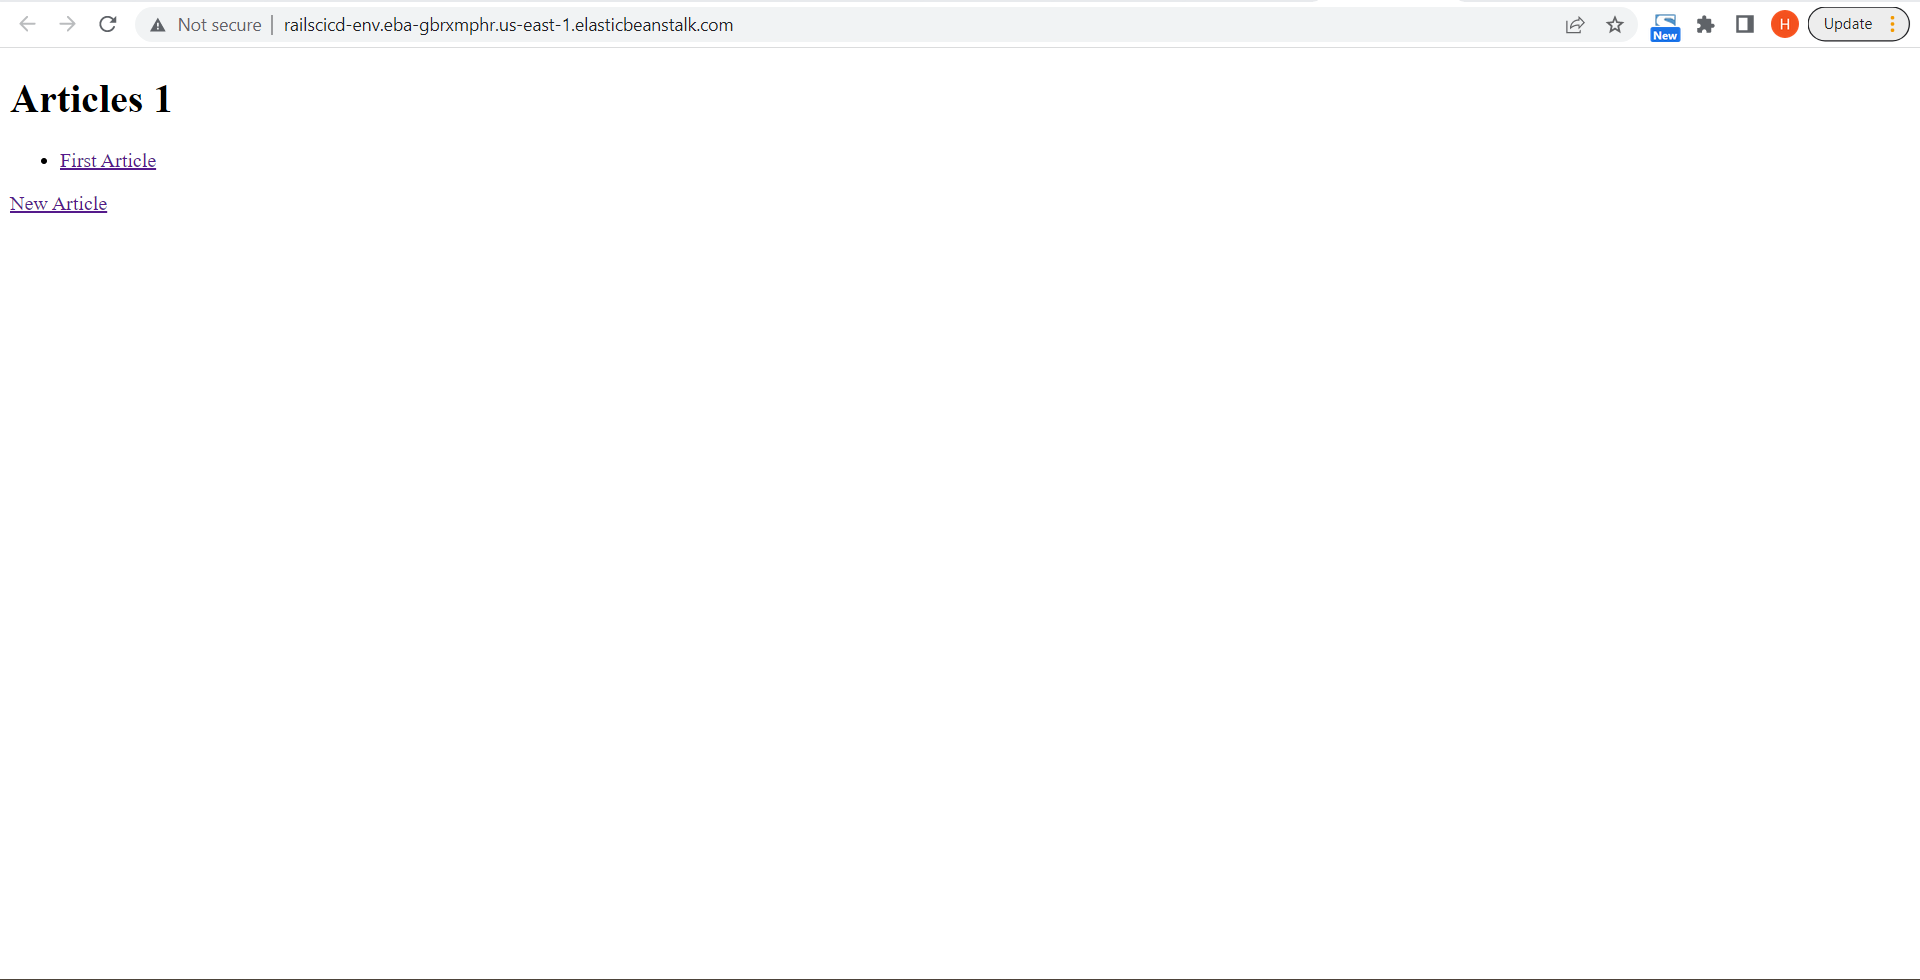 Not secure | railscicd-env.eba-gbrxmphr.us-east-1.elasticbeanstalk.com New H Update
Articles 1
• First Article
New Article